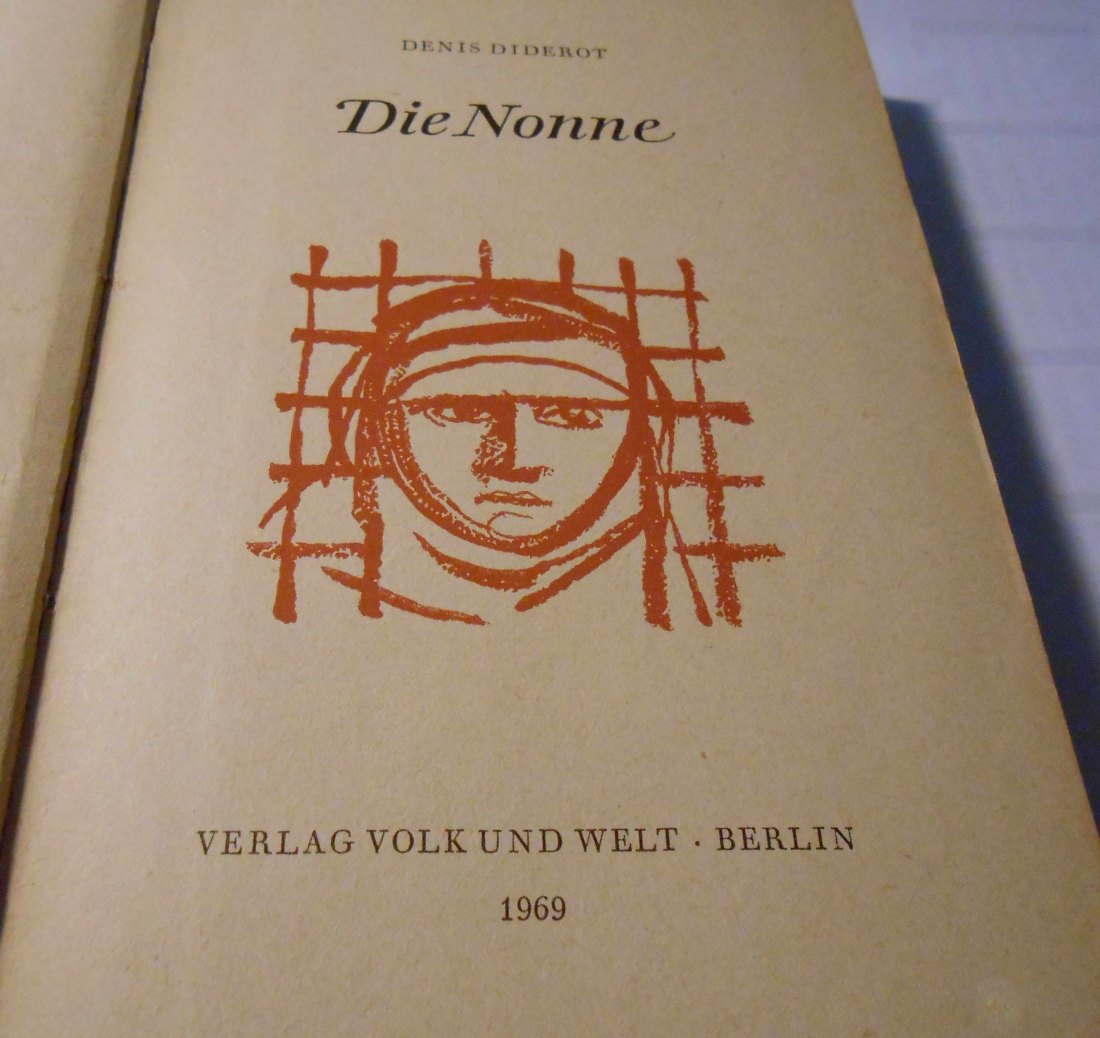 DENIS DIDEROT
Die Nonne
VERLAG VOLK UND WELT · BERLIN
1969